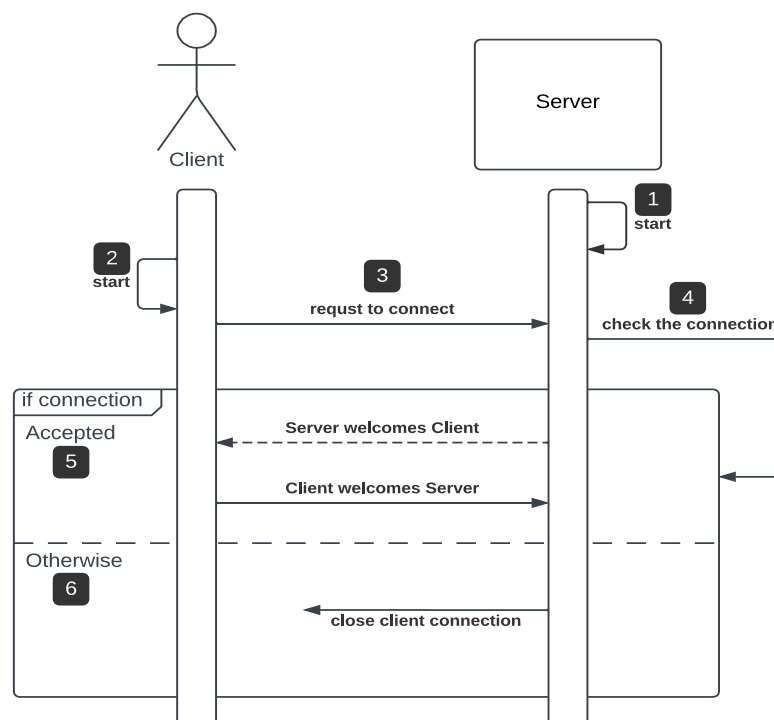 Server
Client
1
start
2
start
3
requst to connect
4
check the connection
if connection
Accepted
5
Server welcomes Client
Client welcomes Server
Otherwise
6
close client connection